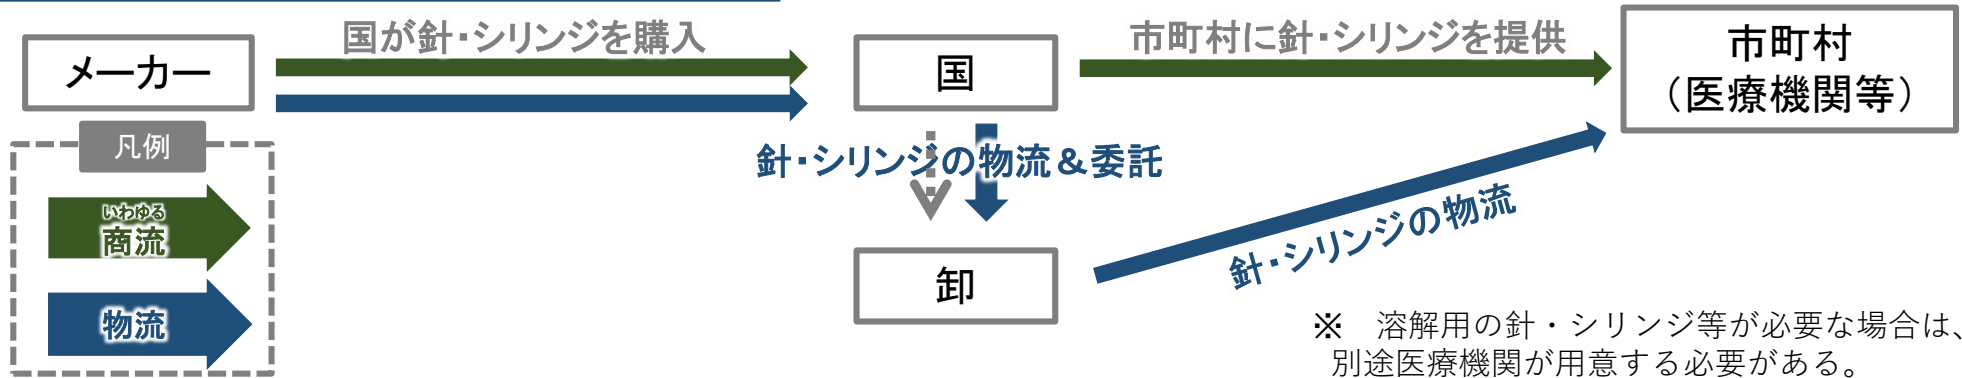 国が針・シリンジを購入
市町村に針・シリンジを提供
メーカー
国
市町村
（医療機関等）
凡例
針・シリンジの物流＆委託
いわゆる
商流
物流
卸
針・シリンジの物流
※　溶解用の針・シリンジ等が必要な場合は、
別途医療機関が用意する必要がある。